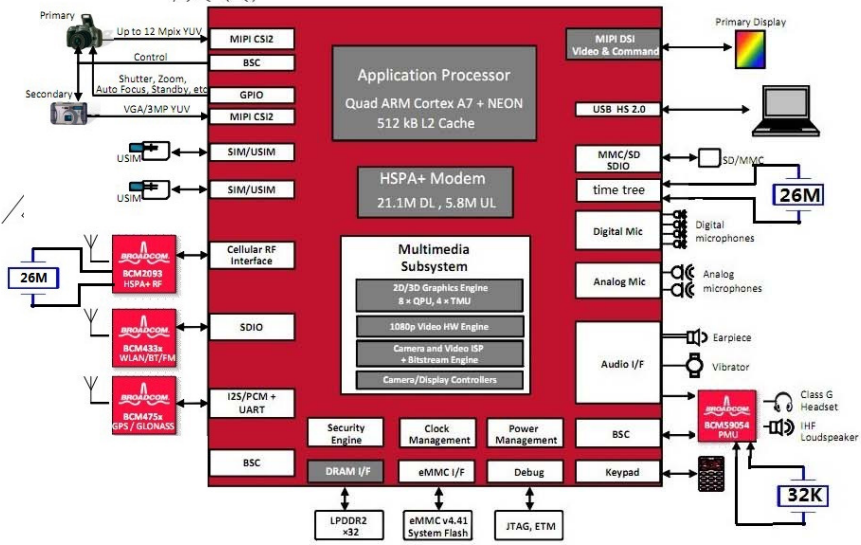 Primary
Up to 12 Mpix YUV
Control
Shutter, Zoom,
Auto Focus, Standby, etc
Secondary
VGA/3MP YUV
USIM
USIM
MIPI CSI2
BSC
GPIO
MIPI CSI2
SIM/USIM
SIM/USIM
Cellular RF
Interface
SDIO
I2S/PCM +
UART
BSC
26M
BROADCOM.
BCM2093
HSPA+ RF
BROADCOM.
BCM433x
WLAN/BT/FM
BROADCOM.
BCM475x
GPS / GLONASS
Application Processor
Quad ARM Cortex A7 + NEON
512 kB L2 Cache
HSPA+ Modem
21.1M DL , 5.8M UL
Multimedia
Subsystem
2D/3D Graphics Engine
8 × QPU, 4 × TMU
1080p Video HW Engine
Camera and Video ISP
+ Bitstream Engine
Camera/Display Controllers
Security
Engine
Clock
Management
Power
Management
DRAM I/F
eMMC I/F
Debug
LPDDR2
×32
eMMC v4.41
System Flash
JTAG, ETM
MIPI DSI
Video & Command
USB HS 2.0
MMC/SD
SDIO
time tree
Digital Mic
Analog Mic
Audio I/F
BSC
Keypad
Primary Display
SD/MMC
26M
Digital
microphones
Analog
microphones
Earpiece
Vibrator
BROADCOM.
BCM59054
PMU
Class G
Headset
IHF
Loudspeaker
32K